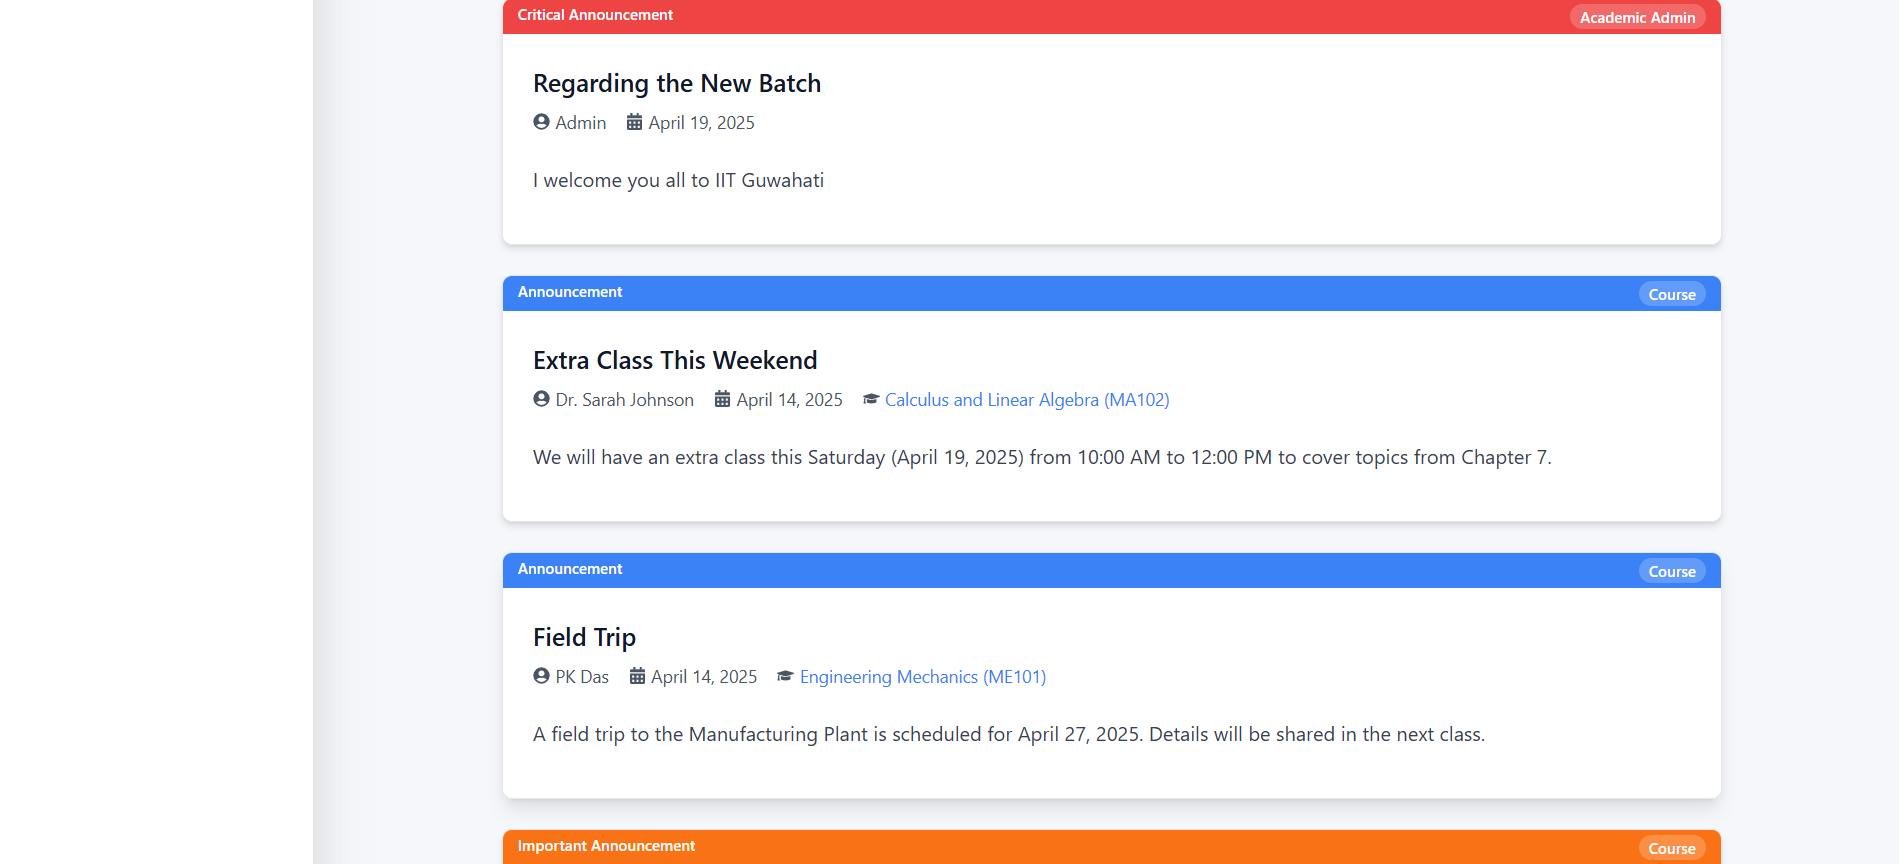 Critical Announcement Academic Admin
Regarding the New Batch
Admin April 19, 2025
I welcome you all to IIT Guwahati
Announcement Course
Extra Class This Weekend
Dr. Sarah Johnson April 14, 2025 Calculus and Linear Algebra (MA102)
We will have an extra class this Saturday (April 19, 2025) from 10:00 AM to 12:00 PM to cover topics from Chapter 7.
Announcement Course
Field Trip
PK Das April 14, 2025 Engineering Mechanics (ME101)
A field trip to the Manufacturing Plant is scheduled for April 27, 2025. Details will be shared in the next class.
Important Announcement Course